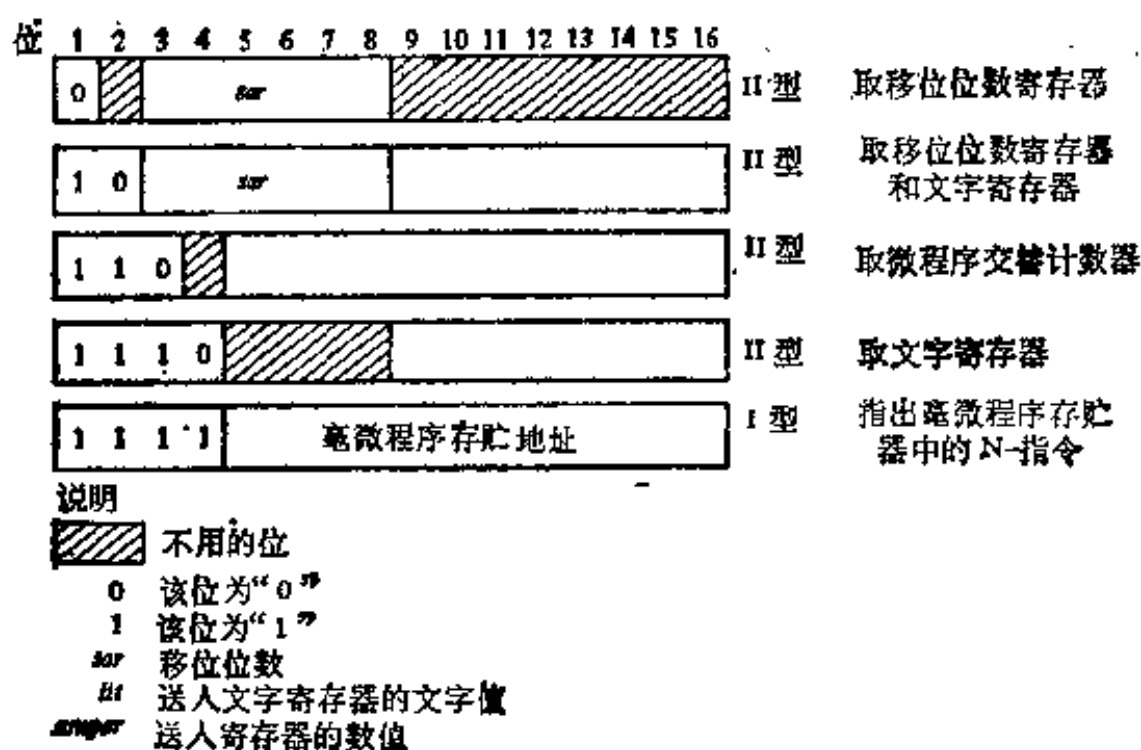 位 1 2 3 4 5 6 7 8 9 10 11 12 13 14 15 16
0 sar II 型 取移位位数寄存器
1 0 sar II 型 取移位位数寄存器
和文字寄存器
1 1 0 II 型 取微程序交替计数器
1 1 1 0 II 型 取文字寄存器
1 1 1 1 毫微程序存贮地址 I 型 指出毫微程序存贮
器中的 N-指令
说明
不用的位
0 该位为“0”
1 该位为“1”
sar 移位位数
lit 送入文字寄存器的文字值
送入寄存器的数值